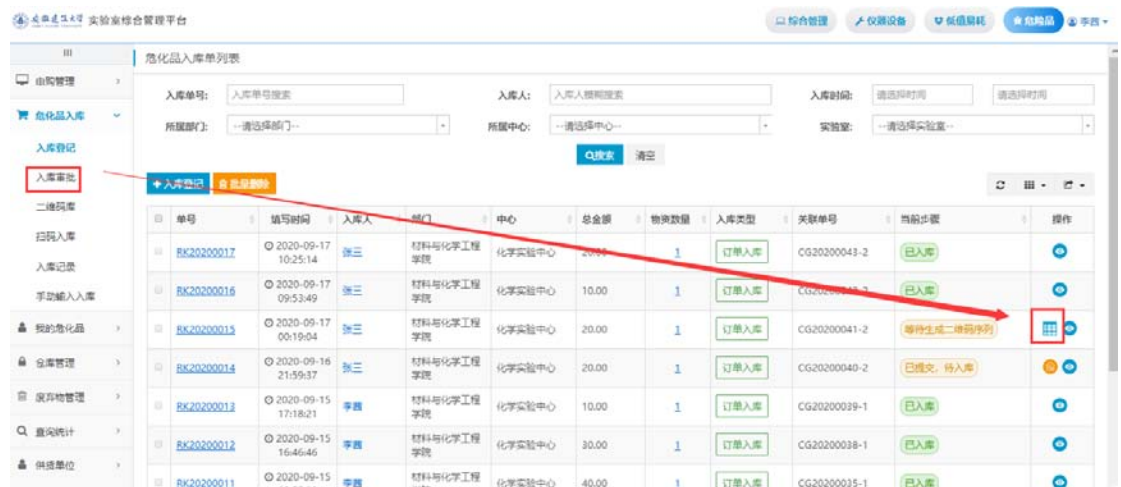 实验室综合管理平台
综合管理 仪器设备 低值易耗 危险品 李茜
申购管理
危化品入库
入库登记
入库审批
二维码库
扫码入库
入库记录
手动输入入库
我的危化品
仓库管理
废弃物管理
查询统计
供货单位
危化品入库单列表
入库单号: 入库单号搜索 入库人: 入库人模糊搜索 入库时间: 请选择时间 请选择时间
所属部门: --请选择部门-- 所属中心: --请选择中心-- 实验室: --请选择实验室--
搜索 清空
入库登记 批量删除
单号 填写时间 入库人 部门 中心 总金额 物资数量 入库类型 关联单号 当前步骤 操作
RK20200017 2020-09-17 10:25:14 张三 材料与化学工程学院 化学实验中心 20.00 1 订单入库 CG20200043-2 已入库
RK20200016 2020-09-17 09:53:49 张三 材料与化学工程学院 化学实验中心 10.00 1 订单入库 已入库
RK20200015 2020-09-17 00:19:04 张三 材料与化学工程学院 化学实验中心 20.00 1 订单入库 CG20200041-2 等待生成二维码序列
RK20200014 2020-09-16 21:59:37 张三 材料与化学工程学院 化学实验中心 20.00 1 订单入库 CG20200040-2 已提交，待入库
RK20200013 2020-09-15 17:18:21 李茜 材料与化学工程学院 化学实验中心 10.00 1 订单入库 CG20200039-1 已入库
RK20200012 2020-09-15 16:46:46 李茜 材料与化学工程学院 化学实验中心 30.00 1 订单入库 CG20200038-1 已入库
RK20200011 2020-09-15 李茜 材料与化学工程 化学实验中心 40.00 1 订单入库 CG20200035-1 已入库